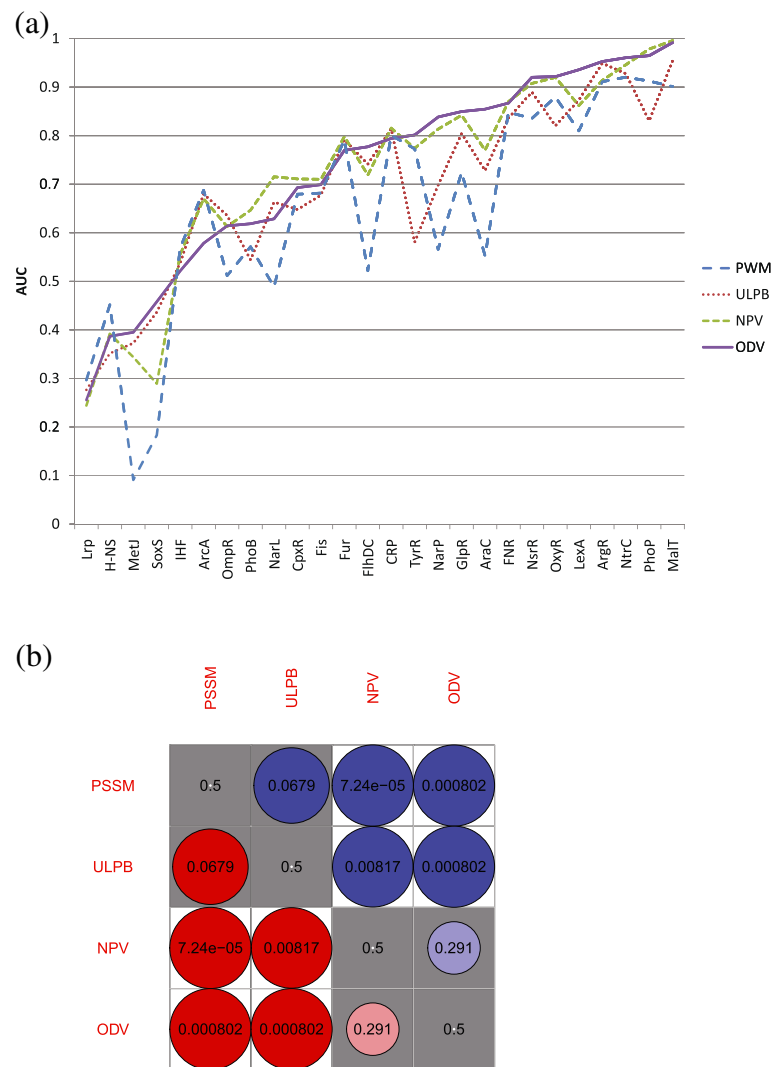 (a)
1
0.9
0.8
0.7
0.6
0.5
0.4
0.3
0.2
0.1
0
AUC
PWM
ULPB
NPV
ODV
Lrp
H-NS
MetJ
SoxS
IHF
ArcA
OmpR
PhoB
NarL
CpxR
Fis
Fur
FlhDC
CRP
TyrR
NarP
GlpR
AraC
FNR
NsrR
OxyR
LexA
ArgR
NtrC
PhoP
MalT
(b)
PSSM ULPB NPV ODV
PSSM 0.5 0.0679 7.24e−05 0.000802
ULPB 0.0679 0.5 0.00817 0.000802
NPV 7.24e−05 0.00817 0.5 0.291
ODV 0.000802 0.000802 0.291 0.5